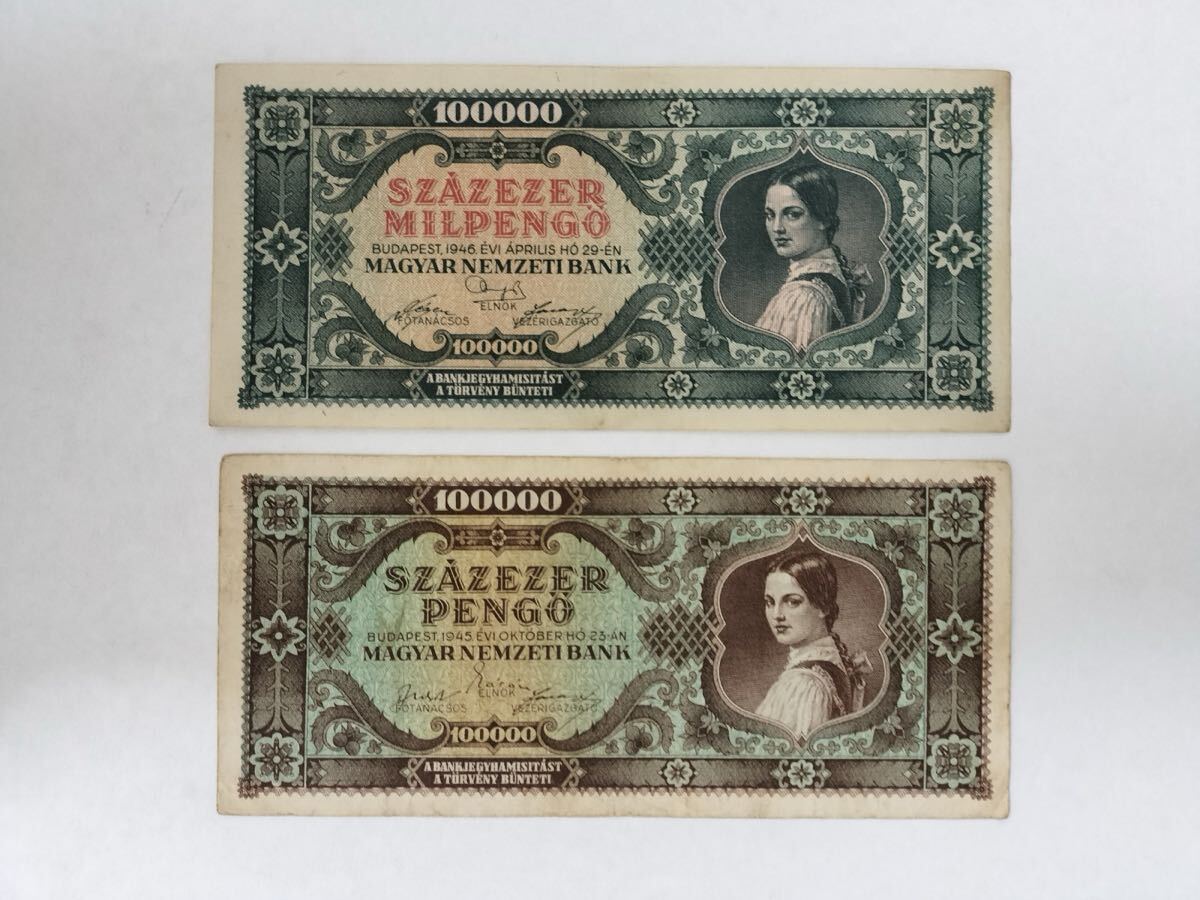 100000
SZÁZEZER
MILPENGŐ
BUDAPEST, 1946. ÉVI ÁPRILIS HÓ 29-ÉN
MAGYAR NEMZETI BANK
ELNÖK
FŐTANÁCSOS VEZÉRIGAZGATÓ
100000
A BANKJEGYHAMISITÁST
A TÖRVÉNY BÜNTETI
100000
SZÁZEZER
PENGŐ
BUDAPEST, 1945. ÉVI OKTÓBER HÓ 23-ÁN
MAGYAR NEMZETI BANK
ELNÖK
FŐTANÁCSOS VEZÉRIGAZGATÓ
100000
A BANKJEGYHAMISITÁST
A TÖRVÉNY BÜNTETI